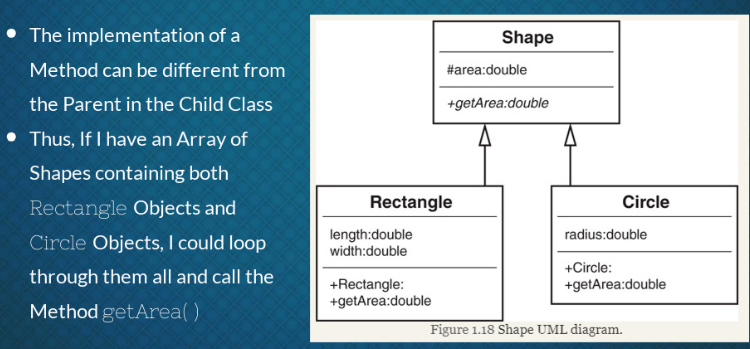 The implementation of a
Method can be different from
the Parent in the Child Class
Thus, If I have an Array of
Shapes containing both
Rectangle Objects and
Circle Objects, I could loop
through them all and call the
Method getArea( )
Shape
#area:double
+getArea:double
Rectangle
length:double
width:double
+Rectangle:
+getArea:double
Circle
radius:double
+Circle:
+getArea:double
Figure 1.18 Shape UML diagram.